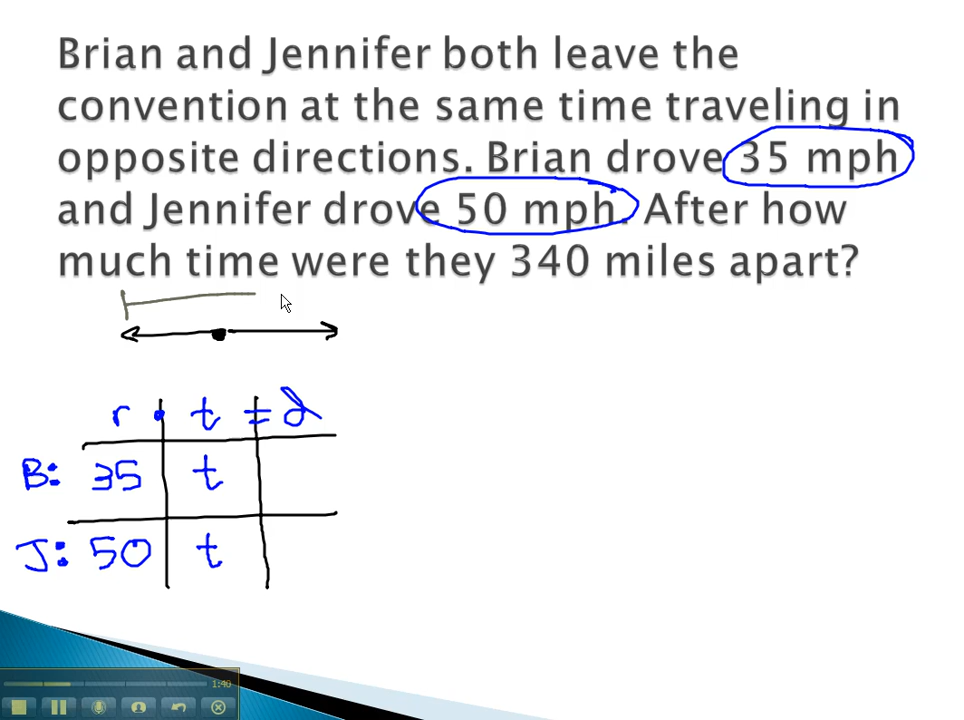 Brian and Jennifer both leave the
convention at the same time traveling in
opposite directions. Brian drove 35 mph
and Jennifer drove 50 mph. After how
much time were they 340 miles apart?
r • t = d
B: 35 t
J: 50 t
1:40